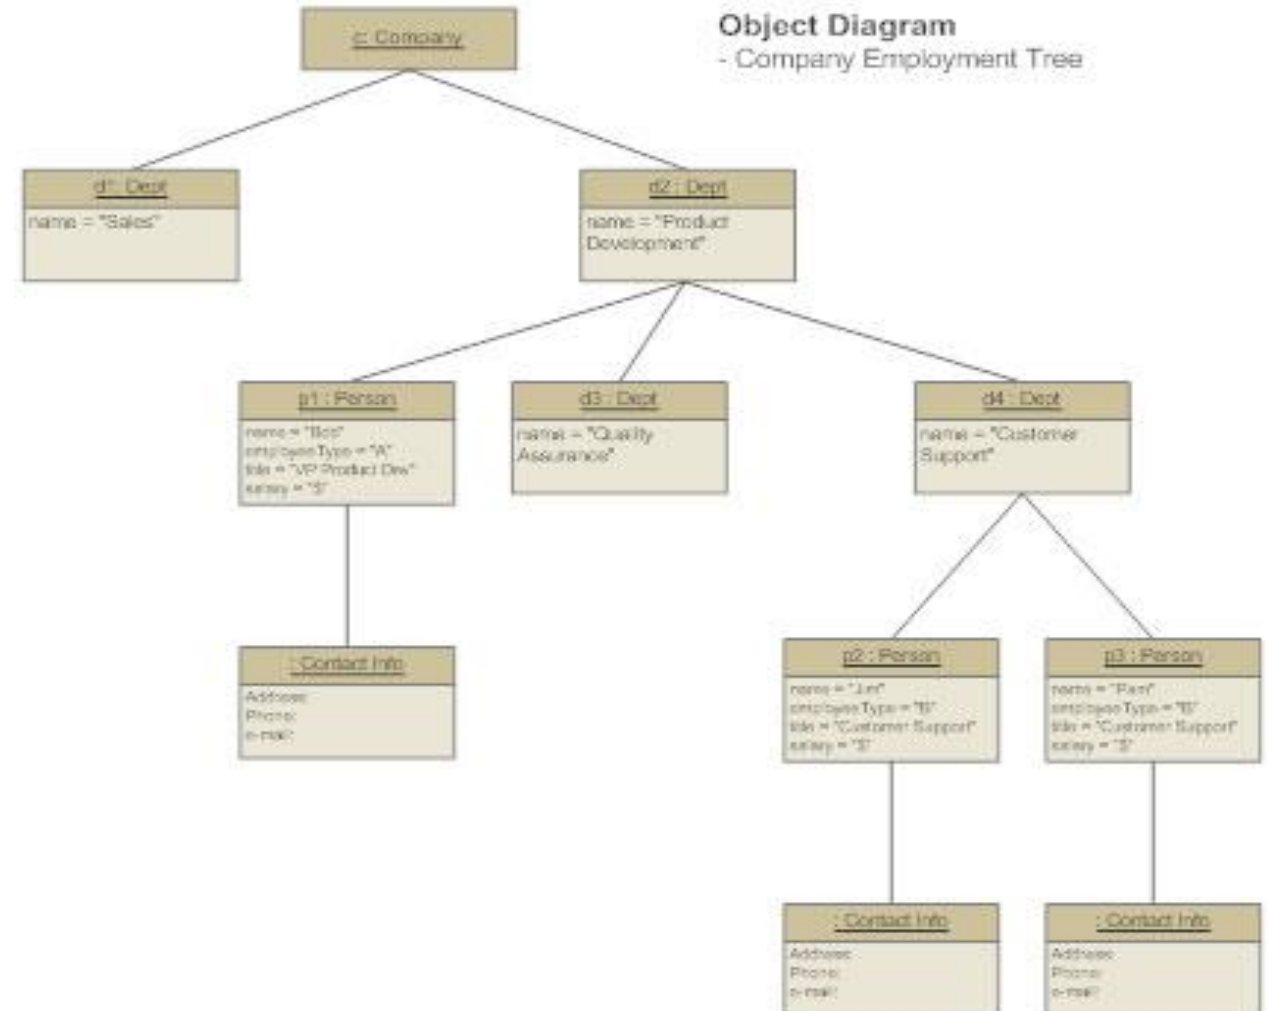 c: Company
Object Diagram
- Company Employment Tree
d1: Dept
name = "Sales"
d2 : Dept
name = "Product
Development"
p1 : Person
name = "Bob"
employeeType = "A"
title = "VP Product Dev"
salary = "$"
d3 : Dept
name = "Quality
Assurance"
d4 : Dept
name = "Customer
Support"
: Contact Info
Address:
Phone:
e-mail:
p2 : Person
name = "Jim"
employeeType = "B"
title = "Customer Support"
salary = "$"
p3 : Person
name = "Pam"
employeeType = "B"
title = "Customer Support"
salary = "$"
: Contact Info
Address:
Phone:
e-mail:
: Contact Info
Address:
Phone:
e-mail: